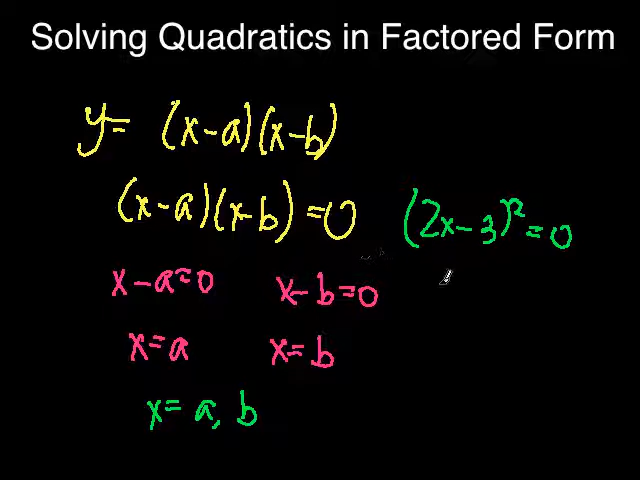 Solving Quadratics in Factored Form
y= (x-a)(x-b)
(x-a)(x-b)=0
(2x-3)²=0
x-a=0 x-b=0
x=a x=b
x= a, b